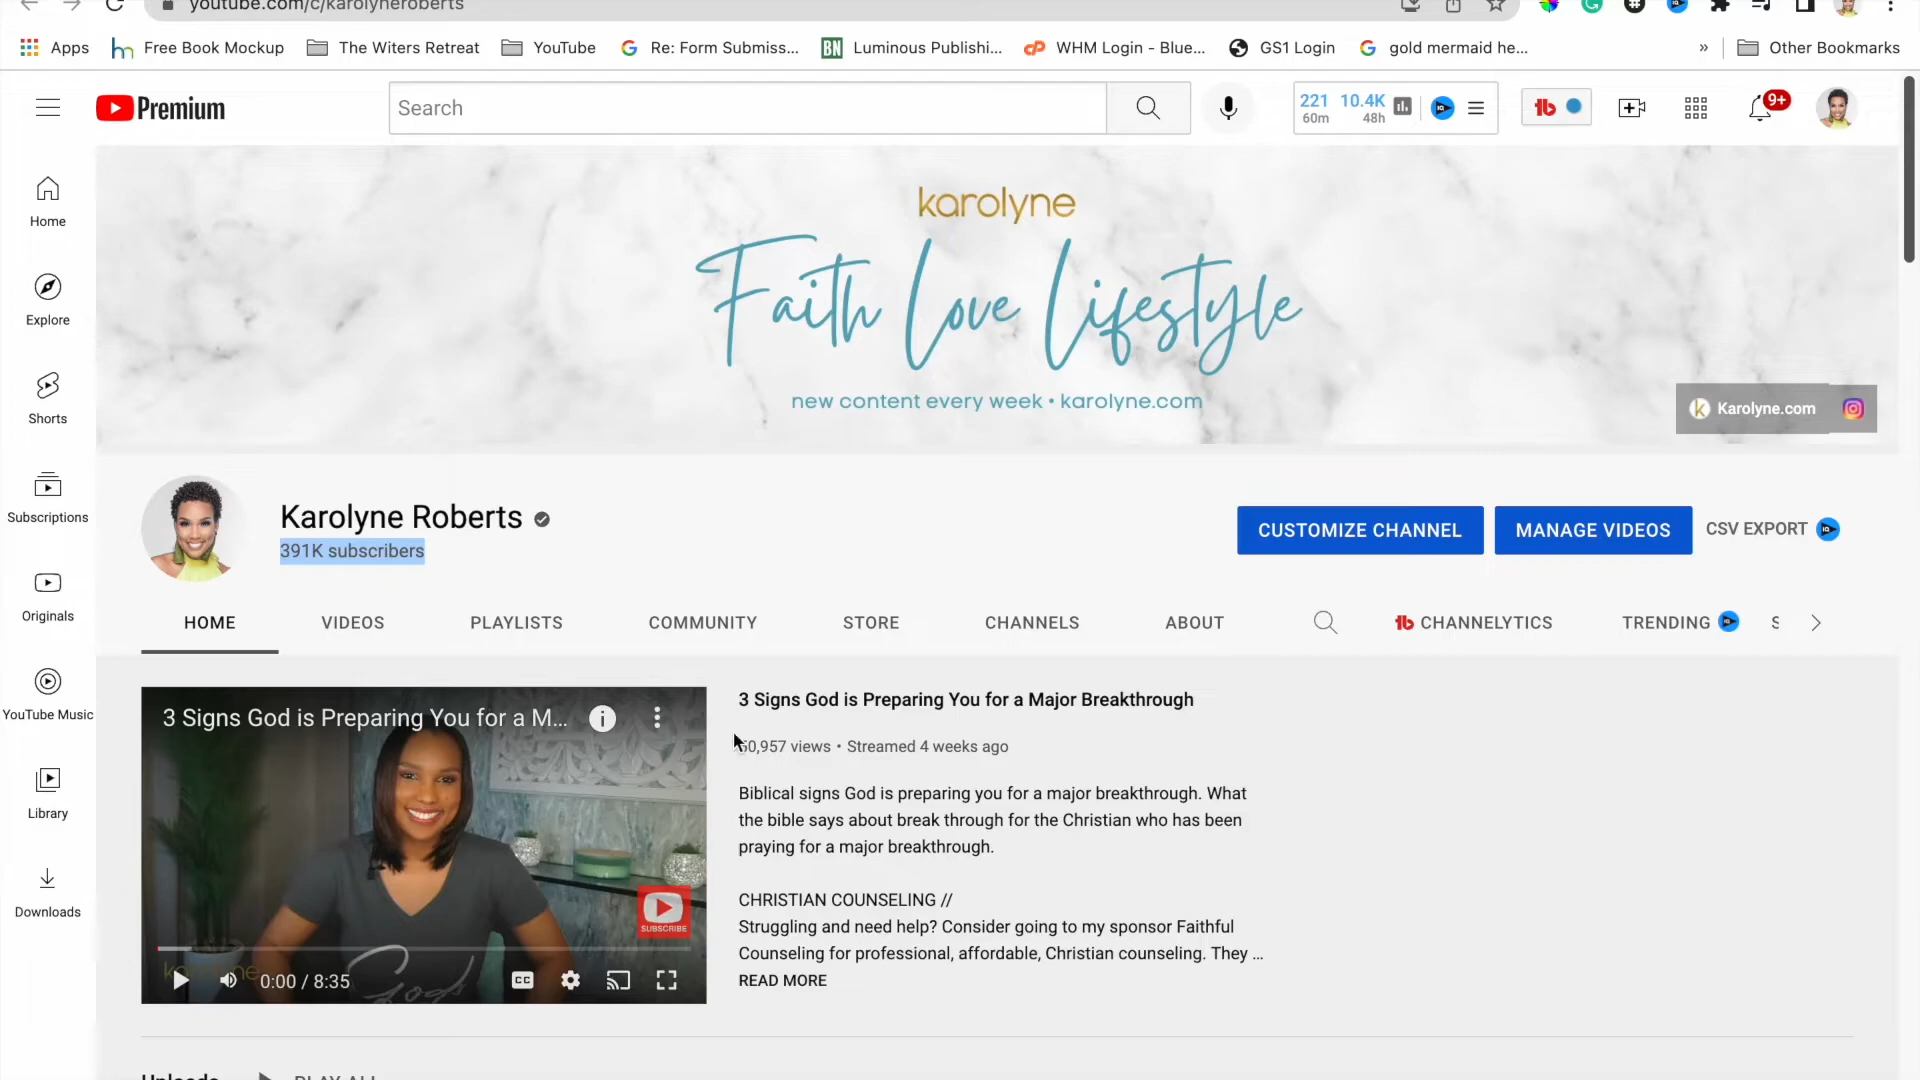 youtube.com/c/karolyneroberts
Apps
Free Book Mockup
The Witers Retreat
YouTube
Re: Form Submiss...
BN
Luminous Publishi...
WHM Login - Blue...
GS1 Login
gold mermaid he...
»
Other Bookmarks
Premium
Search
221 10.4K
60m 48h
9+
Home
Explore
Shorts
Subscriptions
Originals
YouTube Music
Library
Downloads
karolyne
Faith Love Lifestyle
new content every week • karolyne.com
k Karolyne.com
Karolyne Roberts
391K subscribers
CUSTOMIZE CHANNEL
MANAGE VIDEOS
CSV EXPORT
HOME
VIDEOS
PLAYLISTS
COMMUNITY
STORE
CHANNELS
ABOUT
CHANNELYTICS
TRENDING
S
3 Signs God is Preparing You for a M...
SUBSCRIBE
God's
0:00 / 8:35
CC
3 Signs God is Preparing You for a Major Breakthrough
views • Streamed 4 weeks ago
Biblical signs God is preparing you for a major breakthrough. What
the bible says about break through for the Christian who has been
praying for a major breakthrough.
CHRISTIAN COUNSELING //
Struggling and need help? Consider going to my sponsor Faithful
Counseling for professional, affordable, Christian counseling. They ...
READ MORE
Uploads
PLAY ALL